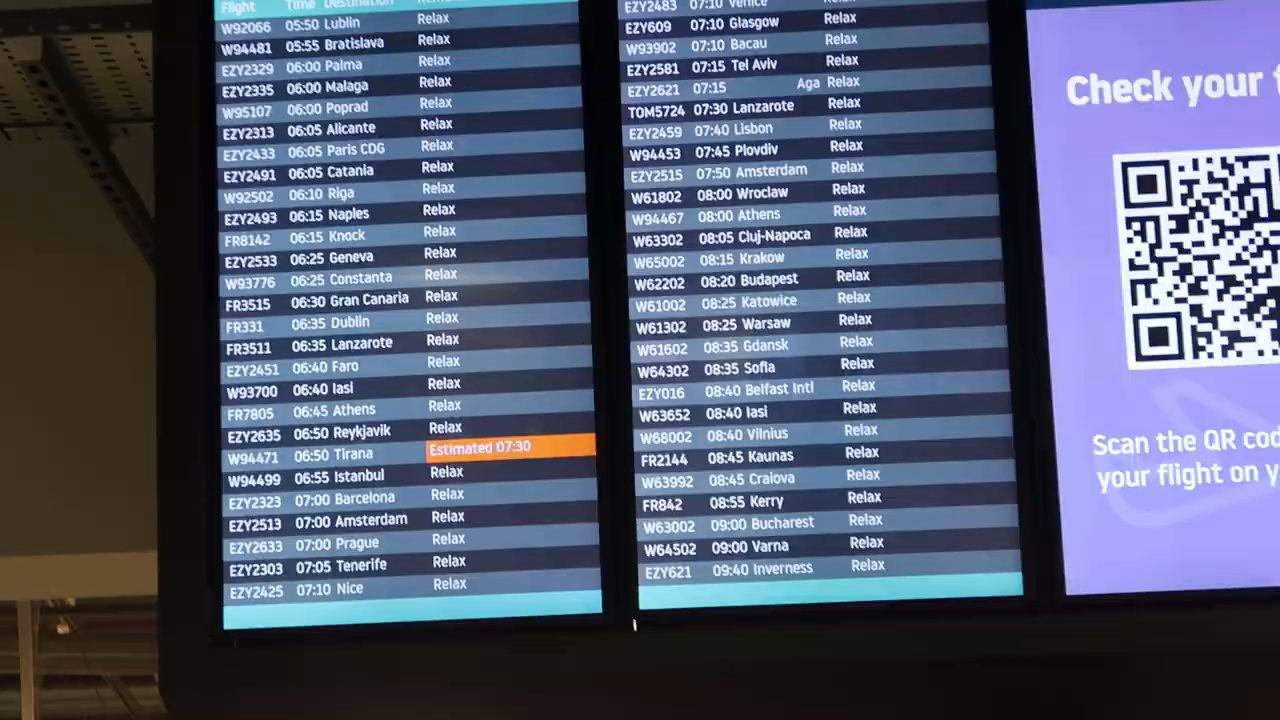 Flight Time Destination
W92066 05:50 Lublin Relax
W94481 05:55 Bratislava Relax
EZY2329 06:00 Palma Relax
EZY2335 06:00 Malaga Relax
W95107 06:00 Poprad Relax
EZY2313 06:05 Alicante Relax
EZY2433 06:05 Paris CDG Relax
EZY2491 06:05 Catania Relax
W92502 06:10 Riga Relax
EZY2493 06:15 Naples Relax
FR8142 06:15 Knock Relax
EZY2533 06:25 Geneva Relax
W93776 06:25 Constanta Relax
FR3515 06:30 Gran Canaria Relax
FR331 06:35 Dublin Relax
FR3511 06:35 Lanzarote Relax
EZY2451 06:40 Faro Relax
W93700 06:40 Iasi Relax
FR7805 06:45 Athens Relax
EZY2635 06:50 Reykjavik Relax
W94471 06:50 Tirana Estimated 07:30
W94499 06:55 Istanbul Relax
EZY2323 07:00 Barcelona Relax
EZY2513 07:00 Amsterdam Relax
EZY2633 07:00 Prague Relax
EZY2303 07:05 Tenerife Relax
EZY2425 07:10 Nice Relax
EZY2483 07:10 Venice
EZY609 07:10 Glasgow Relax
W93902 07:10 Bacau Relax
EZY2581 07:15 Tel Aviv Relax
EZY2621 07:15 Aga Relax
TOM5724 07:30 Lanzarote Relax
EZY2459 07:40 Lisbon Relax
W94453 07:45 Plovdiv Relax
EZY2515 07:50 Amsterdam Relax
W61802 08:00 Wroclaw Relax
W94467 08:00 Athens Relax
W63302 08:05 Cluj-Napoca Relax
W65002 08:15 Krakow Relax
W62202 08:20 Budapest Relax
W61002 08:25 Katowice Relax
W61302 08:25 Warsaw Relax
W61602 08:35 Gdansk Relax
W64302 08:35 Sofia Relax
EZY016 08:40 Belfast Intl Relax
W63652 08:40 Iasi Relax
W68002 08:40 Vilnius Relax
FR2144 08:45 Kaunas Relax
W63992 08:45 Craiova Relax
FR842 08:55 Kerry Relax
W63002 09:00 Bucharest Relax
W64502 09:00 Varna Relax
EZY621 09:40 Inverness Relax
Check your
Scan the QR cod
your flight on y